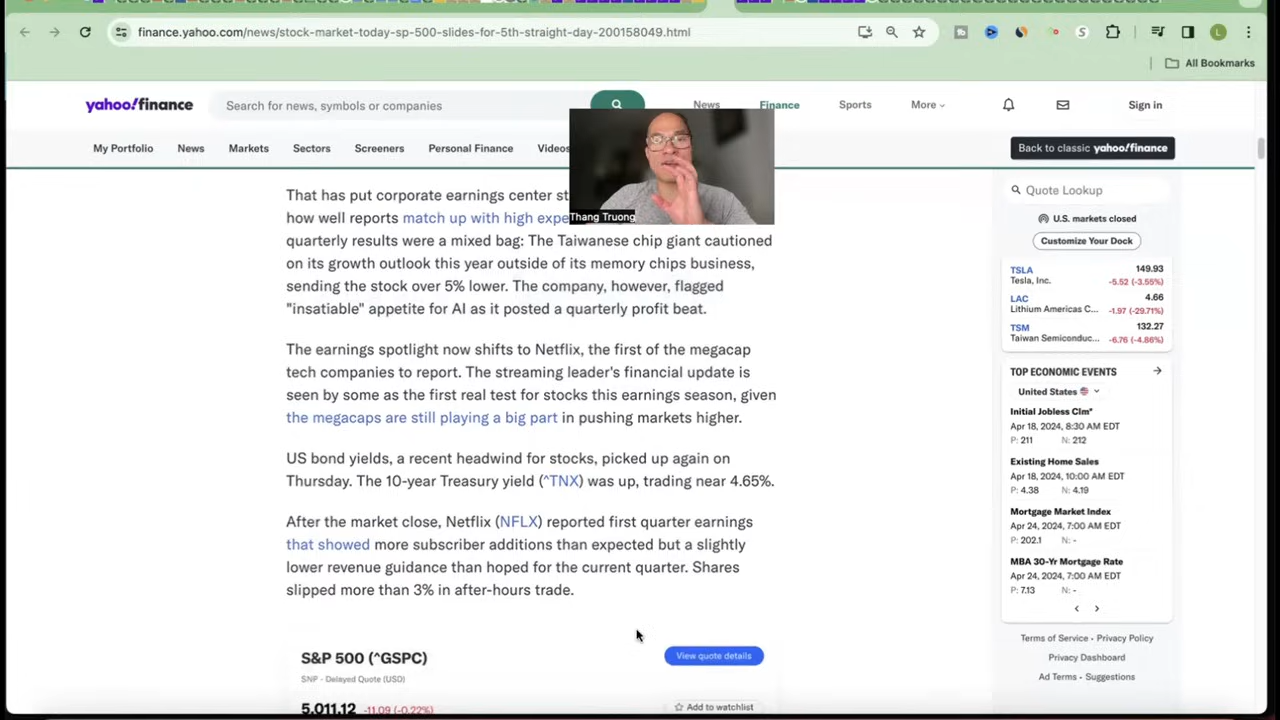 finance.yahoo.com/news/stock-market-today-sp-500-slides-for-5th-straight-day-200158049.html
All Bookmarks
yahoo!finance
Search for news, symbols or companies
News
Finance
Sports
More
Sign in
My Portfolio
News
Markets
Sectors
Screeners
Personal Finance
Videos
Back to classic yahoo!finance
Thang Truong
That has put corporate earnings center
how well reports match up with high
quarterly results were a mixed bag: The Taiwanese chip giant cautioned
on its growth outlook this year outside of its memory chips business,
sending the stock over 5% lower. The company, however, flagged
"insatiable" appetite for AI as it posted a quarterly profit beat.
The earnings spotlight now shifts to Netflix, the first of the megacap
tech companies to report. The streaming leader's financial update is
seen by some as the first real test for stocks this earnings season, given
the megacaps are still playing a big part in pushing markets higher.
US bond yields, a recent headwind for stocks, picked up again on
Thursday. The 10-year Treasury yield (^TNX) was up, trading near 4.65%.
After the market close, Netflix (NFLX) reported first quarter earnings
that showed more subscriber additions than expected but a slightly
lower revenue guidance than hoped for the current quarter. Shares
slipped more than 3% in after-hours trade.
S&P 500 (^GSPC)
View quote details
SNP - Delayed Quote (USD)
5,011.12 -11.09 (-0.22%)
Add to watchlist
Quote Lookup
U.S. markets closed
Customize Your Dock
TSLA 149.93
Tesla, Inc. -5.52 (-3.55%)
LAC 4.66
Lithium Americas C... -1.97 (-29.71%)
TSM 132.27
Taiwan Semiconduc... -6.76 (-4.86%)
TOP ECONOMIC EVENTS
United States
Initial Jobless Clm*
Apr 18, 2024, 8:30 AM EDT
P: 211 N: 212
Existing Home Sales
Apr 18, 2024, 10:00 AM EDT
P: 4.38 N: 4.19
Mortgage Market Index
Apr 24, 2024, 7:00 AM EDT
P: 202.1 N: -
MBA 30-Yr Mortgage Rate
Apr 24, 2024, 7:00 AM EDT
P: 7.13 N: -
Terms of Service • Privacy Policy
Privacy Dashboard
Ad Terms • Suggestions